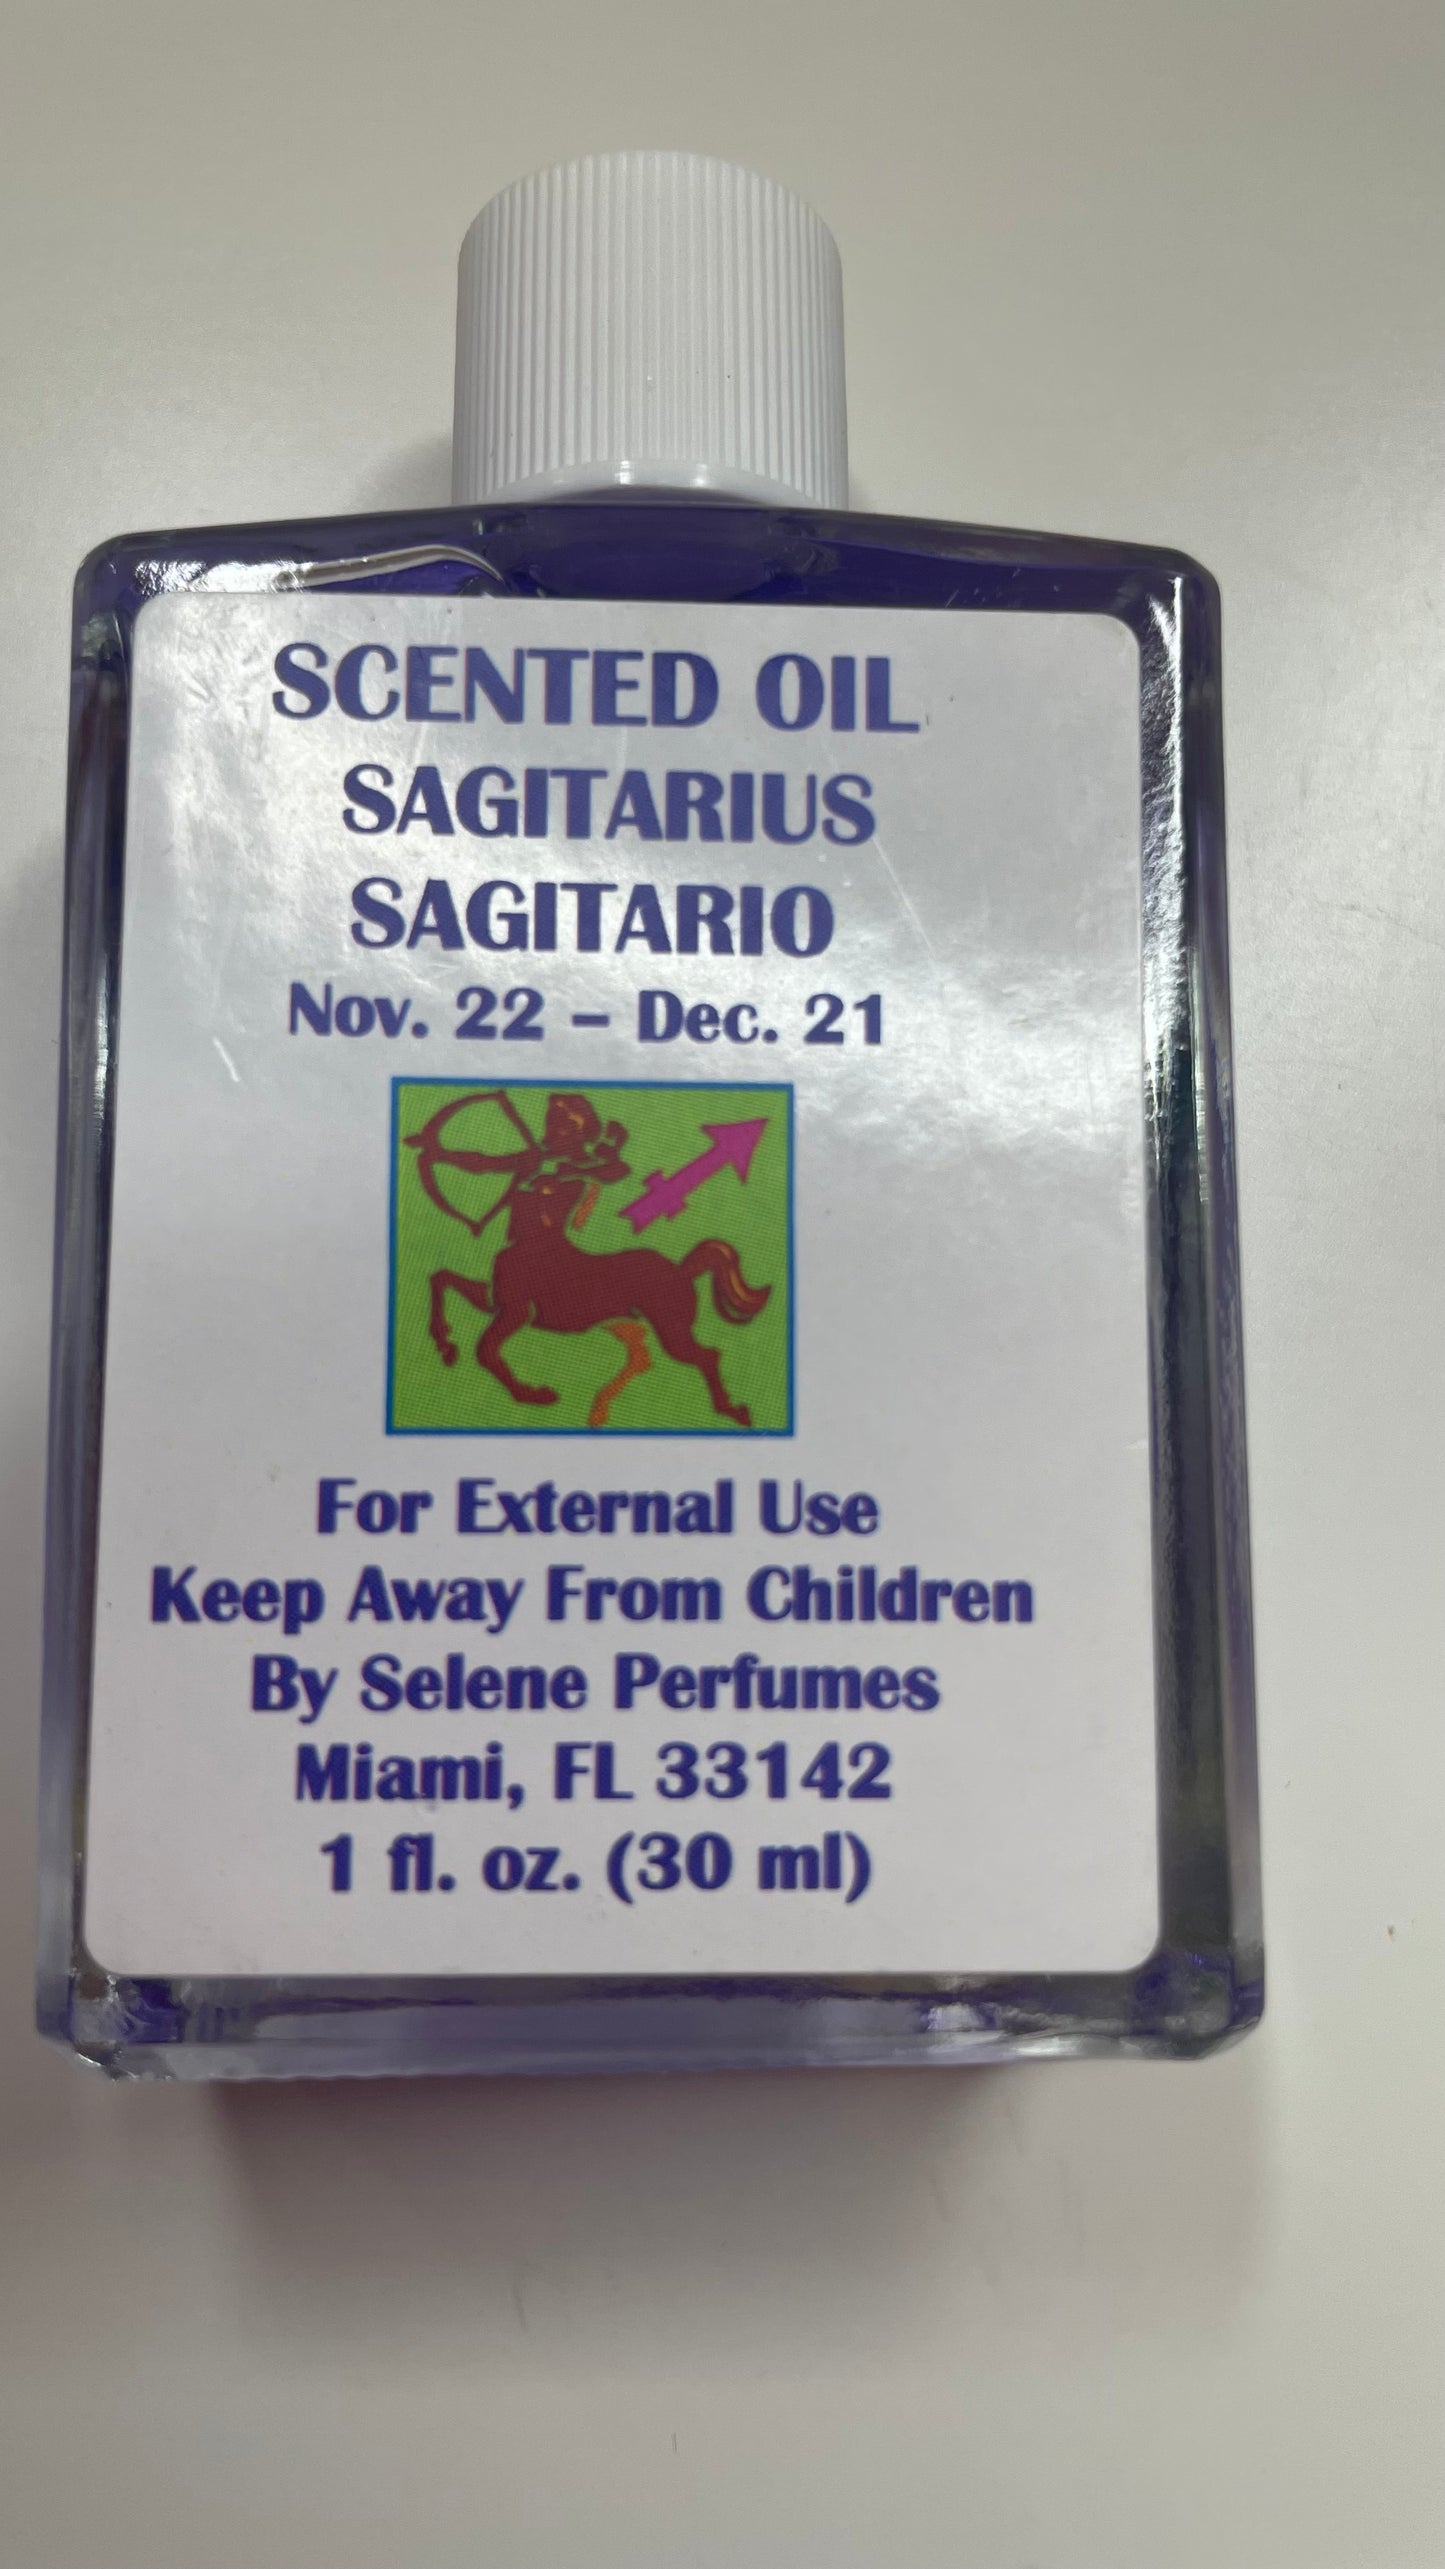 SCENTED OIL
SAGITARIUS
SAGITARIO
Nov. 22 – Dec. 21
For External Use
Keep Away From Children
By Selene Perfumes
Miami, FL 33142
1 fl. oz. (30 ml)